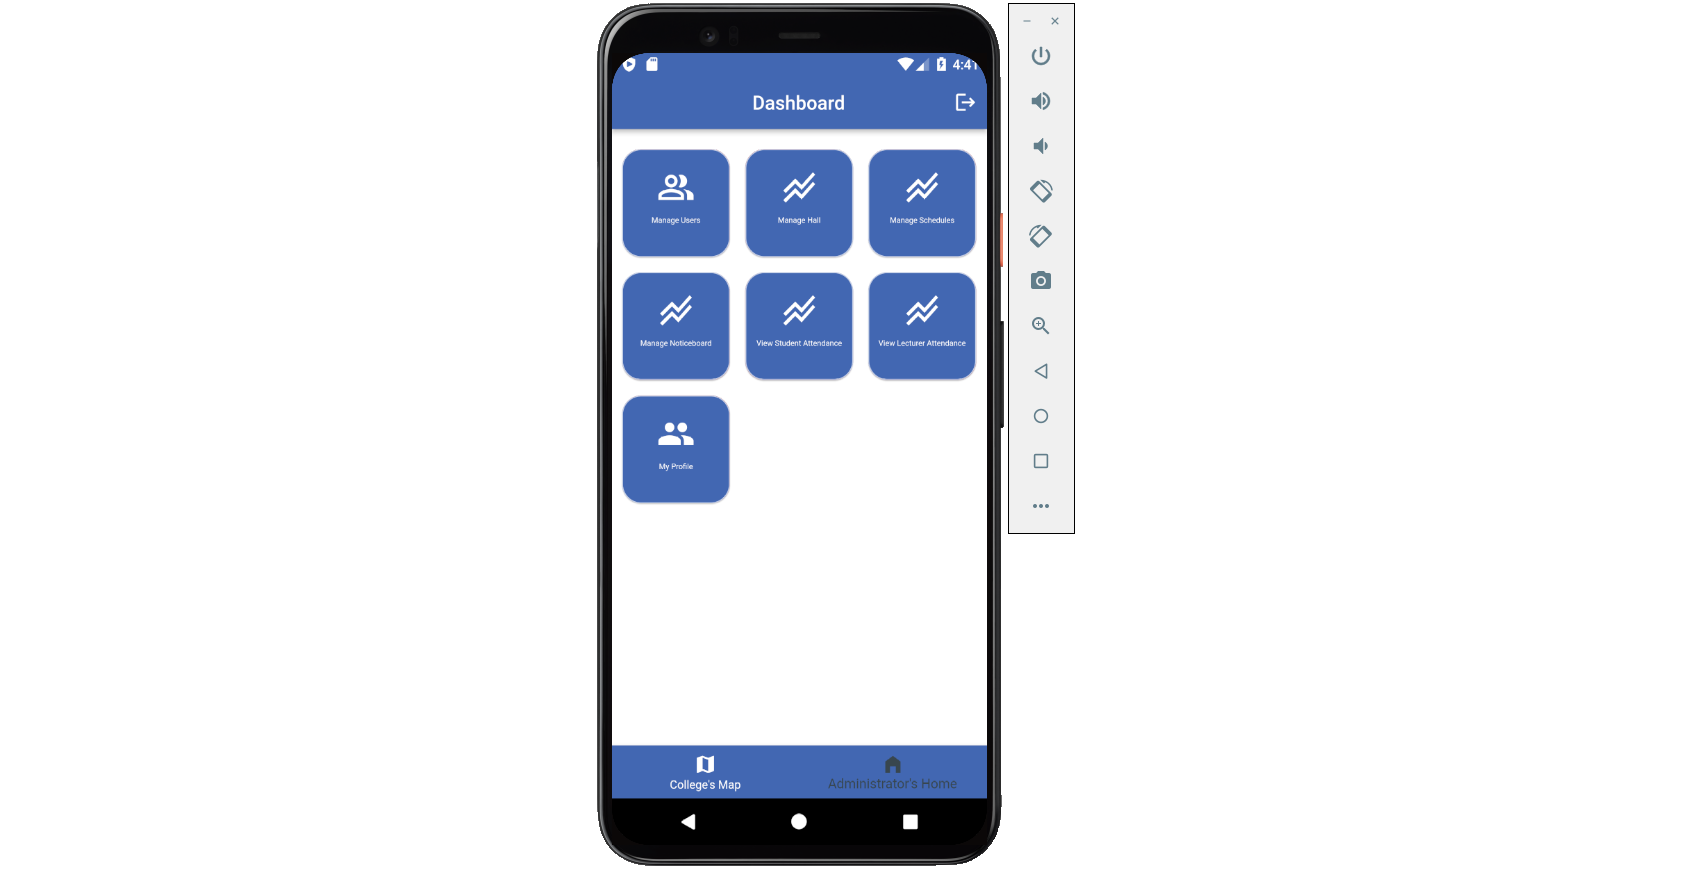 4:41
Dashboard
Manage Users
Manage Hall
Manage Schedules
Manage Noticeboard
View Student Attendance
View Lecturer Attendance
My Profile
College's Map
Administrator's Home